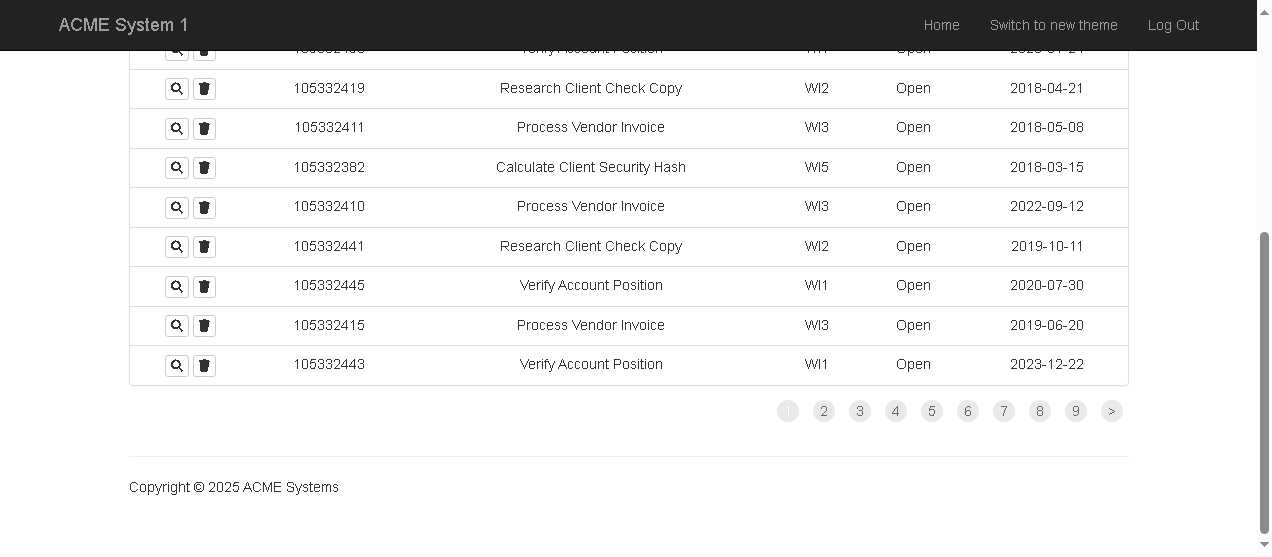 ACME System 1 Home Switch to new theme Log Out
105332419 Research Client Check Copy WI2 Open 2018-04-21
105332411 Process Vendor Invoice WI3 Open 2018-05-08
105332382 Calculate Client Security Hash WI5 Open 2018-03-15
105332410 Process Vendor Invoice WI3 Open 2022-09-12
105332441 Research Client Check Copy WI2 Open 2019-10-11
105332445 Verify Account Position WI1 Open 2020-07-30
105332415 Process Vendor Invoice WI3 Open 2019-06-20
105332443 Verify Account Position WI1 Open 2023-12-22
1 2 3 4 5 6 7 8 9 >
Copyright © 2025 ACME Systems